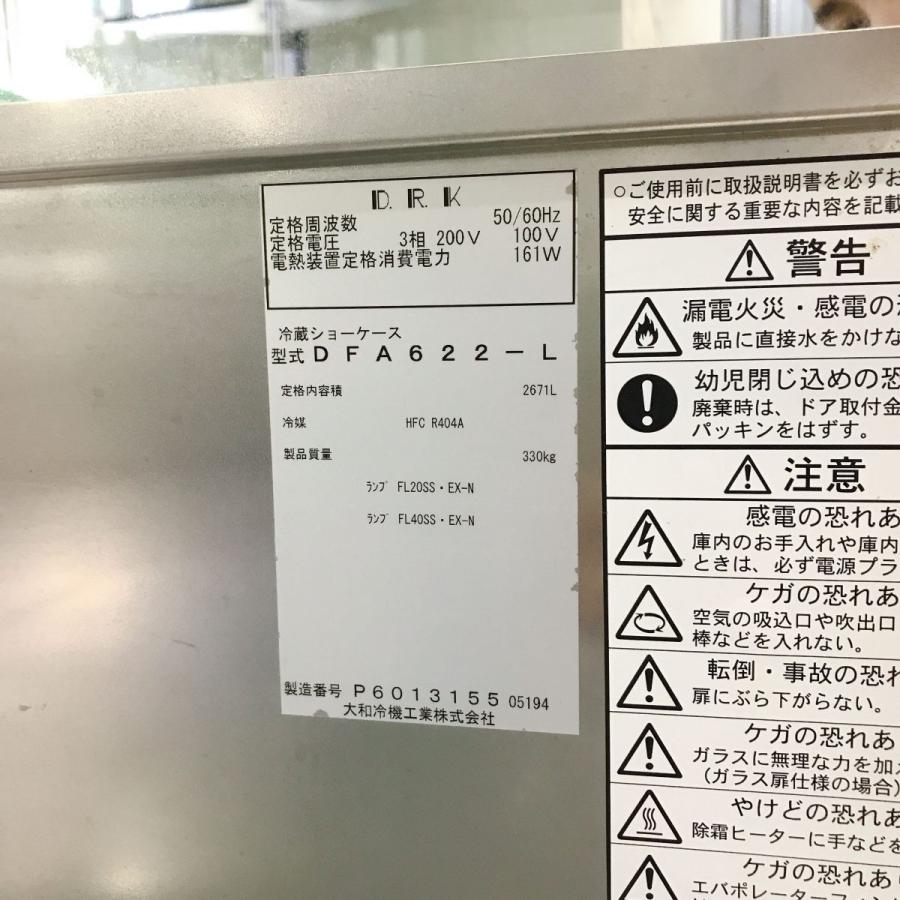 D.R.K
定格周波数 50/60Hz
定格電圧 3相 200V 100V
電熱装置定格消費電力 161W
冷蔵ショーケース
型式 DFA622-L
定格内容積 2671L
冷媒 HFC R404A
製品質量 330kg
ﾗﾝﾌﾟ FL20SS・EX-N
ﾗﾝﾌﾟ FL40SS・EX-N
製造番号 P6013155 05194
大和冷機工業株式会社
○ご使用前に取扱説明書を必ずお
安全に関する重要な内容を記載
警告
漏電火災・感電の
製品に直接水をかけな
幼児閉じ込めの恐
廃棄時は、ドア取付金
パッキンをはずす。
注意
感電の恐れあ
庫内のお手入れや庫内
ときは、必ず電源プラ
ケガの恐れあ
空気の吸込口や吹出口
棒などを入れない。
転倒・事故の恐れ
扉にぶら下がらない。
ケガの恐れあ
ガラスに無理な力を加え
(ガラス扉仕様の場合)
やけどの恐れあ
除霜ヒーターに手などを
ケガの恐れあり
エバポレーターフィン